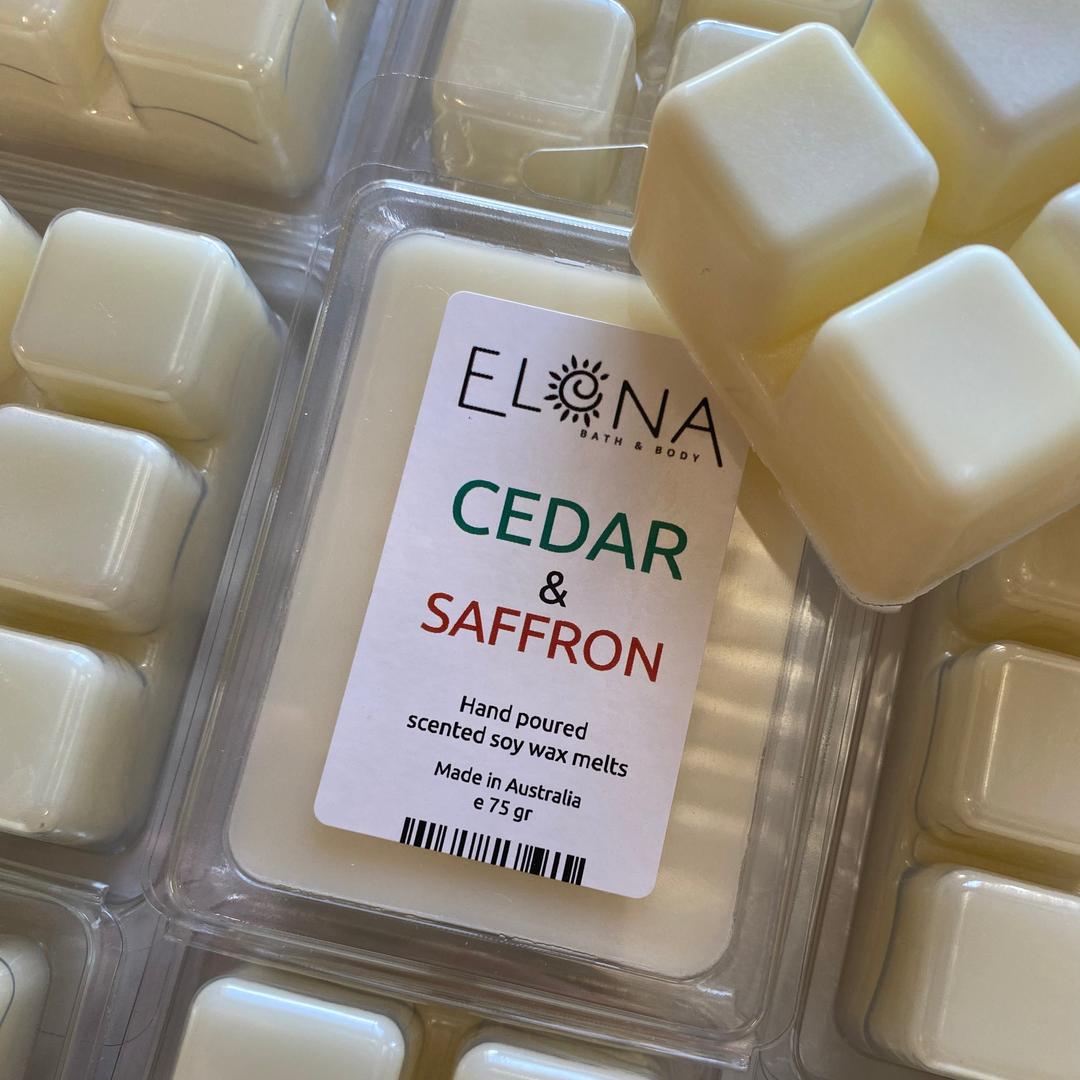 ELONA
BATH & BODY
CEDAR
&
SAFFRON
Hand poured
scented soy wax melts
Made in Australia
e 75 gr